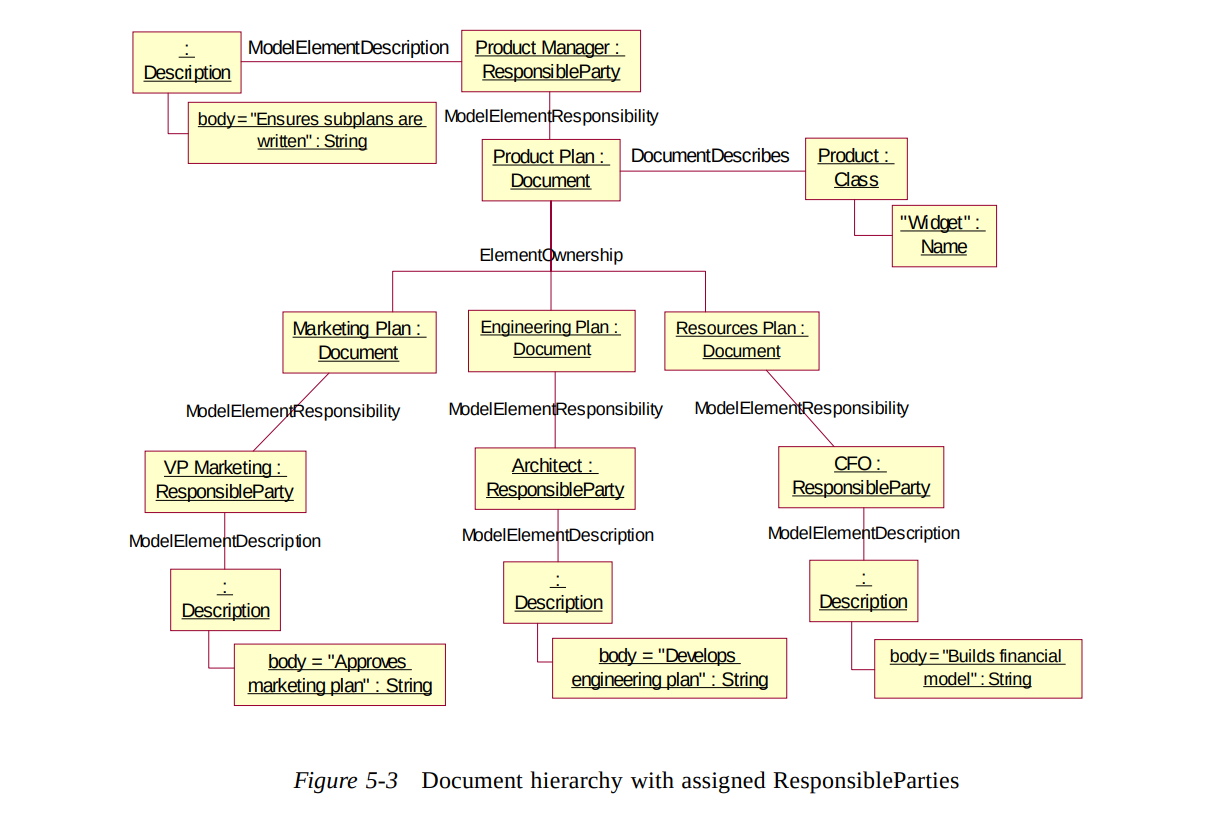 :
Description
ModelElementDescription
Product Manager :
ResponsibleParty
body = "Ensures subplans are
written" : String
ModelElementResponsibility
Product Plan :
Document
DocumentDescribes
Product :
Class
"Widget" :
Name
ElementOwnership
Marketing Plan :
Document
Engineering Plan :
Document
Resources Plan :
Document
ModelElementResponsibility
ModelElementResponsibility
ModelElementResponsibility
VP Marketing :
ResponsibleParty
Architect :
ResponsibleParty
CFO :
ResponsibleParty
ModelElementDescription
ModelElementDescription
ModelElementDescription
:
Description
:
Description
:
Description
body = "Approves
marketing plan" : String
body = "Develops
engineering plan" : String
body = "Builds financial
model" : String
Figure 5-3 Document hierarchy with assigned ResponsibleParties